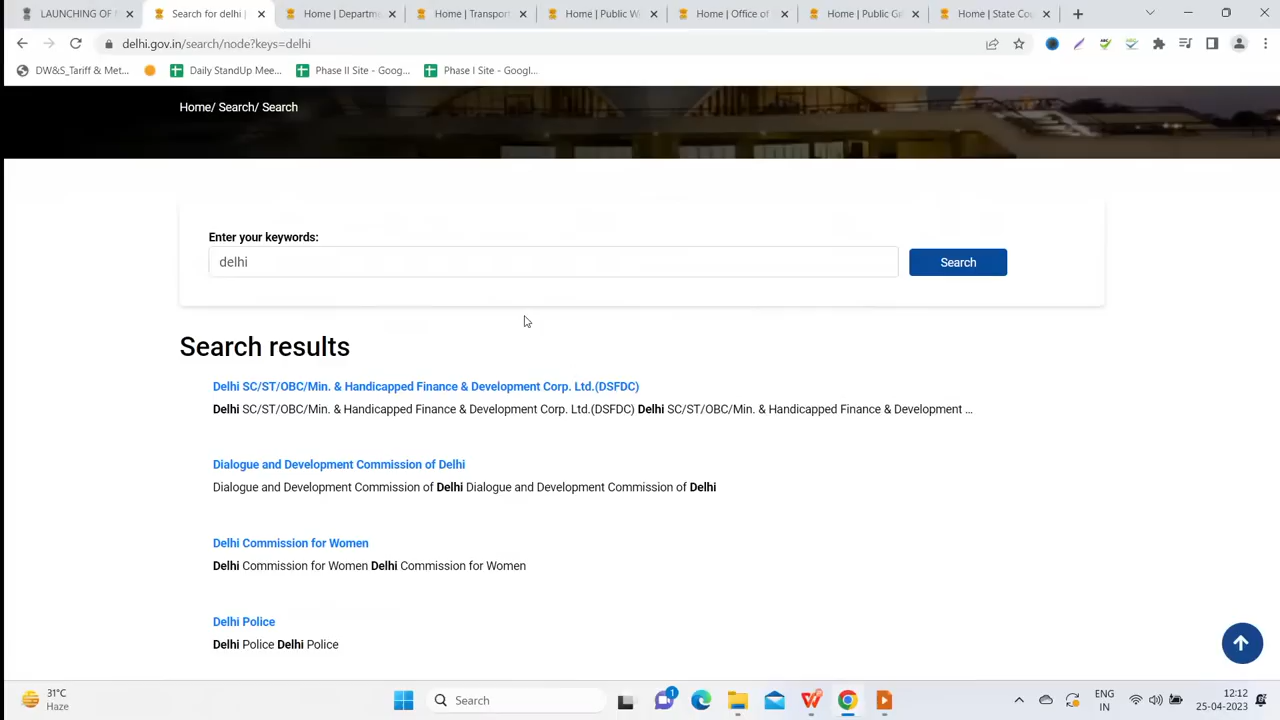 LAUNCHING OF
Search for delhi
Home | Departme
Home | Transport
Home | Public W
Home | Office of
Home | Public Gr
Home | State Cou
delhi.gov.in/search/node?keys=delhi
DW&S_Tariff & Met...
Daily StandUp Mee...
Phase II Site - Goog...
Phase I Site - Googl...
Home/ Search/ Search
Enter your keywords:
delhi
Search
Search results
Delhi SC/ST/OBC/Min. & Handicapped Finance & Development Corp. Ltd.(DSFDC)
Delhi SC/ST/OBC/Min. & Handicapped Finance & Development Corp. Ltd.(DSFDC) Delhi SC/ST/OBC/Min. & Handicapped Finance & Development ...
Dialogue and Development Commission of Delhi
Dialogue and Development Commission of Delhi Dialogue and Development Commission of Delhi
Delhi Commission for Women
Delhi Commission for Women Delhi Commission for Women
Delhi Police
Delhi Police Delhi Police
31°C
Haze
Search
1
ENG
IN
12:12
25-04-2023